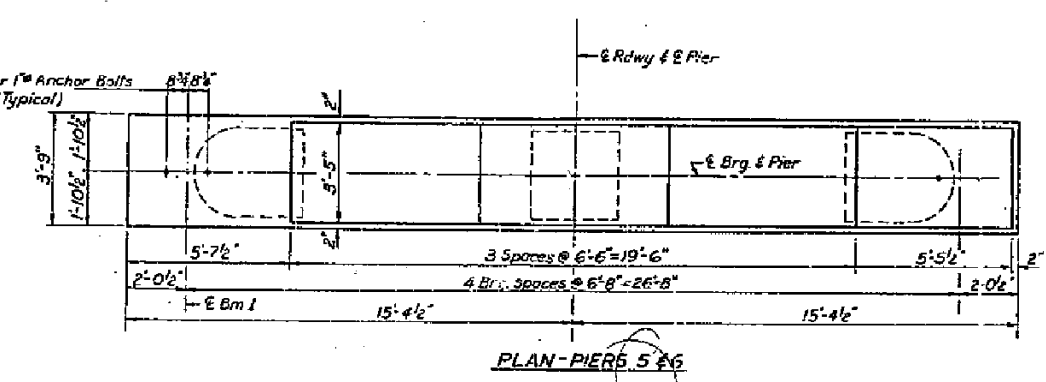 ℄ Rdwy & ℄ Pier
r 1"ø Anchor Bolts
(Typical)
8¾" 8¾"
2"
3'-9"
1'-10½"
1'-10½"
3'-5"
℄ Brg. & Pier
2"
5'-7½"
3 Spaces @ 6'-6"=19'-6"
5'-5½"
2"
2'-0½"
4 Brg. Spaces @ 6'-8"=26'-8"
2'-0½"
℄ Bm 1
15'-4½"
15'-4½"
PLAN-PIERS 5 & 6